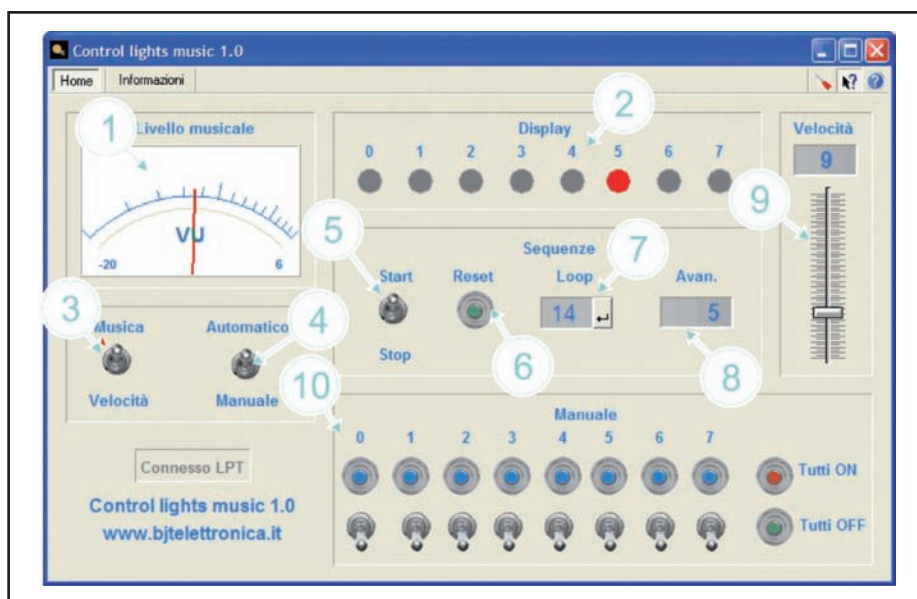 Control lights music 1.0
Home Informazioni
1 Livello musicale
VU
-20 6
2
Display
0 1 2 3 4 5 6 7
Velocità
9
9
3
Musica Automatico
4
Velocità Manuale
5
Sequenze
7
Start Reset Loop Avan.
14 5
Stop
6
8
10
Manuale
0 1 2 3 4 5 6 7
Tutti ON
Tutti OFF
Connesso LPT
Control lights music 1.0
www.bjtelettronica.it